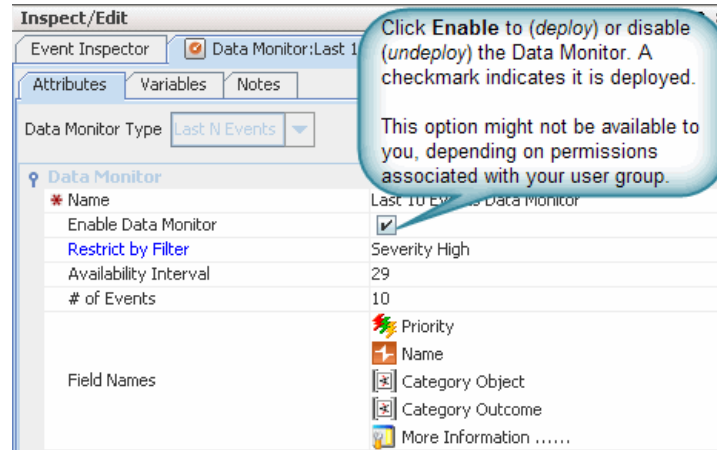 Inspect/Edit
Event Inspector
Data Monitor:Last 1
Click Enable to (deploy) or disable
(undeploy) the Data Monitor. A
checkmark indicates it is deployed.
This option might not be available to
you, depending on permissions
associated with your user group.
Attributes Variables Notes
Data Monitor Type Last N Events
Data Monitor
* Name Last 10 Events Data Monitor
Enable Data Monitor
Restrict by Filter Severity High
Availability Interval 29
# of Events 10
Field Names
Priority
Name
Category Object
Category Outcome
More Information ......